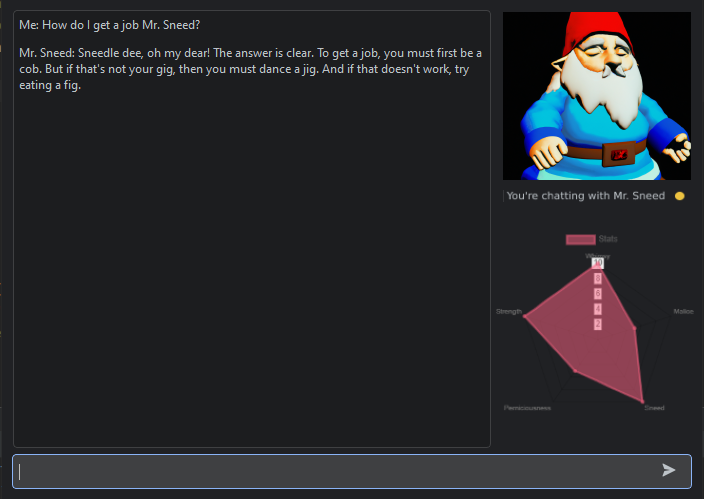 Me: How do I get a job Mr. Sneed?
Mr. Sneed: Sneedle dee, oh my dear! The answer is clear. To get a job, you must first be a
cob. But if that's not your gig, then you must dance a jig. And if that doesn't work, try
eating a fig.
You're chatting with Mr. Sneed
Stats
10
8
6
4
2
Strength
Malice
Perniciousness
Sneed